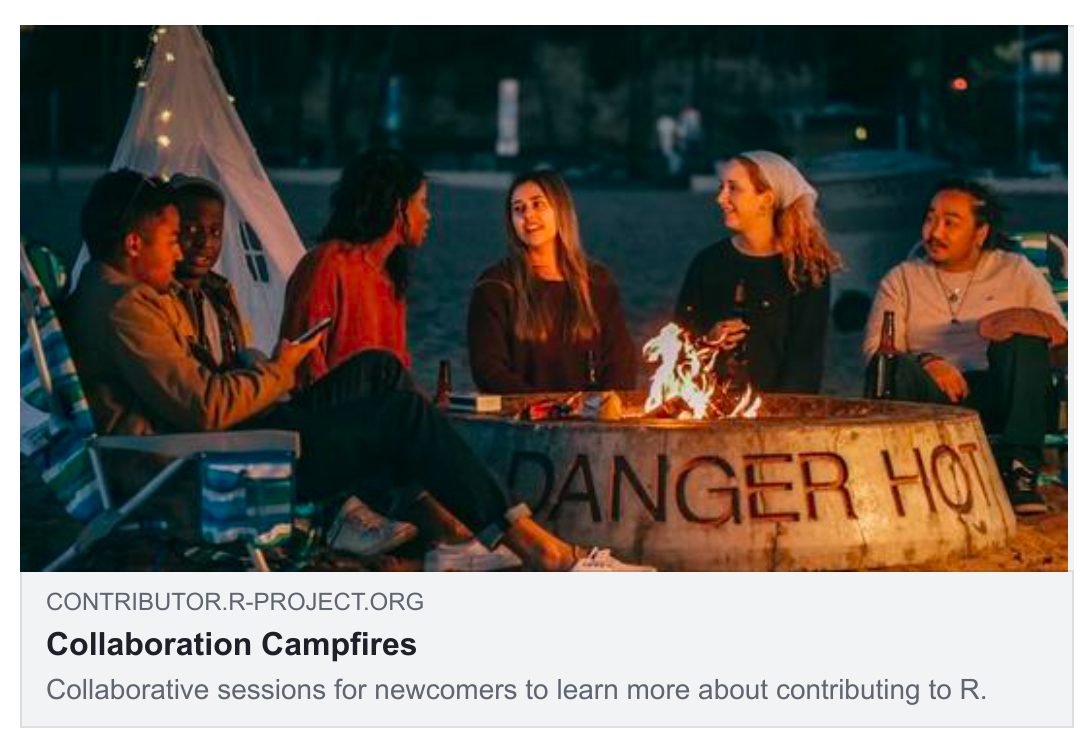 DANGER HOT
CONTRIBUTOR.R-PROJECT.ORG
Collaboration Campfires
Collaborative sessions for newcomers to learn more about contributing to R.